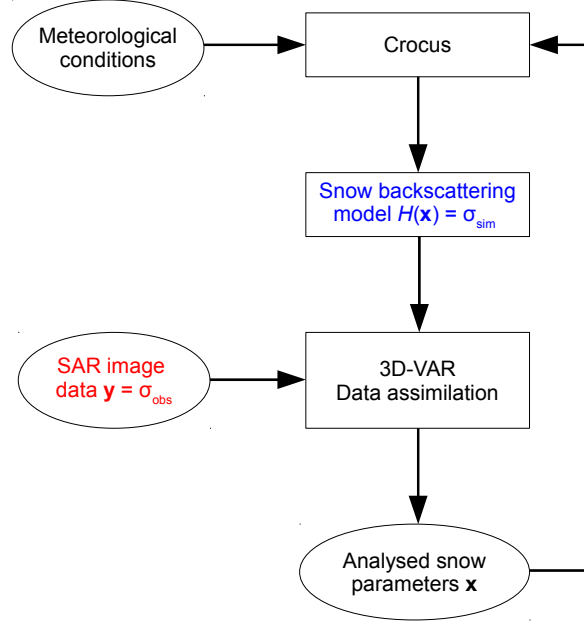 Meteorological
conditions
Crocus
Snow backscattering
model H(x) = σsim
SAR image
data y = σobs
3D-VAR
Data assimilation
Analysed snow
parameters x